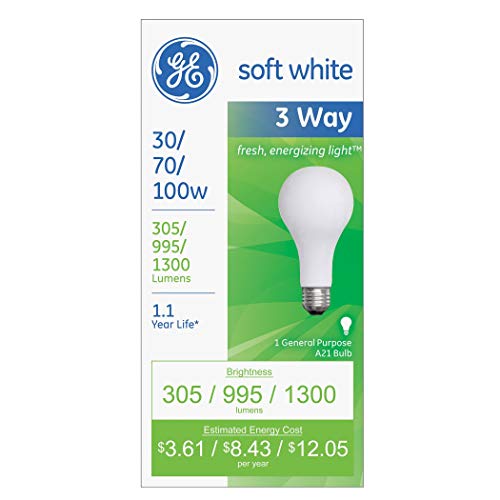 GE
soft white
3 Way
fresh, energizing light™
30/
70/
100w
305/
995/
1300
Lumens
1.1
Year Life*
1 General Purpose
A21 Bulb
Brightness
305 / 995 / 1300
lumens
Estimated Energy Cost
$3.61 / $8.43 / $12.05
per year